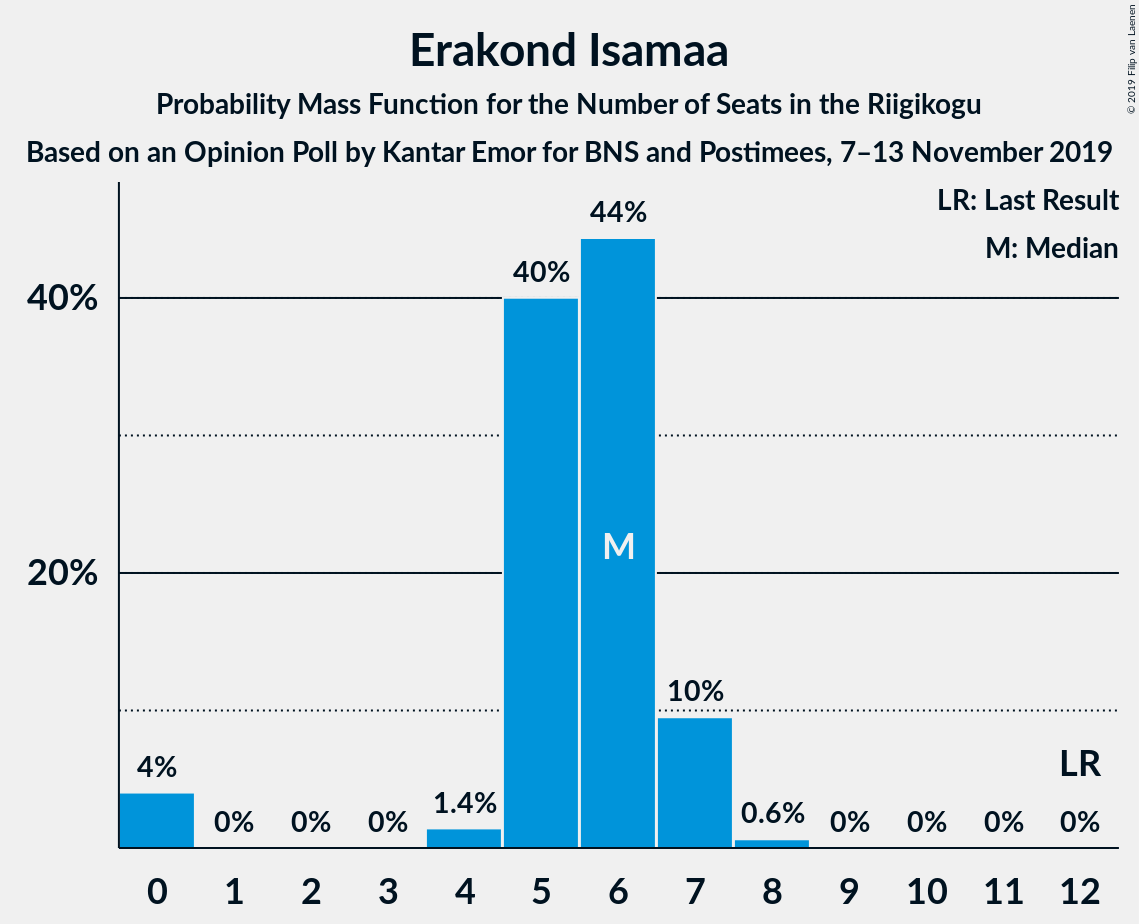 Erakond Isamaa
Probability Mass Function for the Number of Seats in the Riigikogu
Based on an Opinion Poll by Kantar Emor for BNS and Postimees, 7–13 November 2019
© 2019 Filip van Laenen
LR: Last Result
M: Median
44%
40%
40%
M
20%
10%
LR
4%
1.4%
0.6%
0% 0% 0% 0% 0% 0% 0%
0 1 2 3 4 5 6 7 8 9 10 11 12